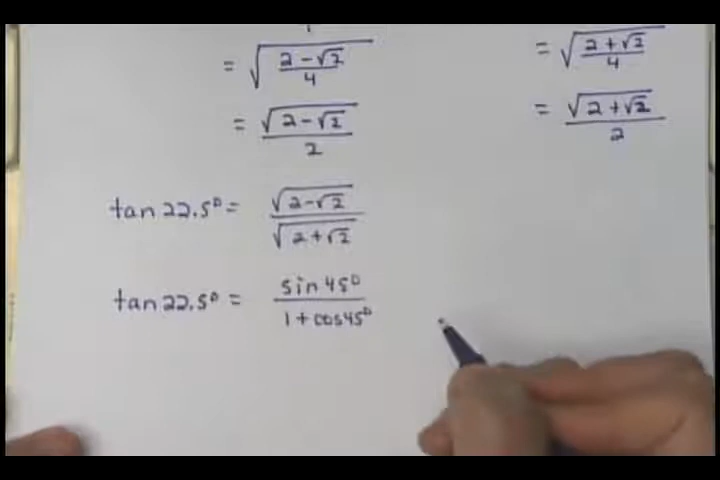 = √((2 - √2)/4)
= √((2 + √2)/4)
= √(2 - √2)/2
= √(2 + √2)/2
tan 22.5° = √(2 - √2)/√(2 + √2)
tan 22.5° = sin 45°/(1 + cos 45°)